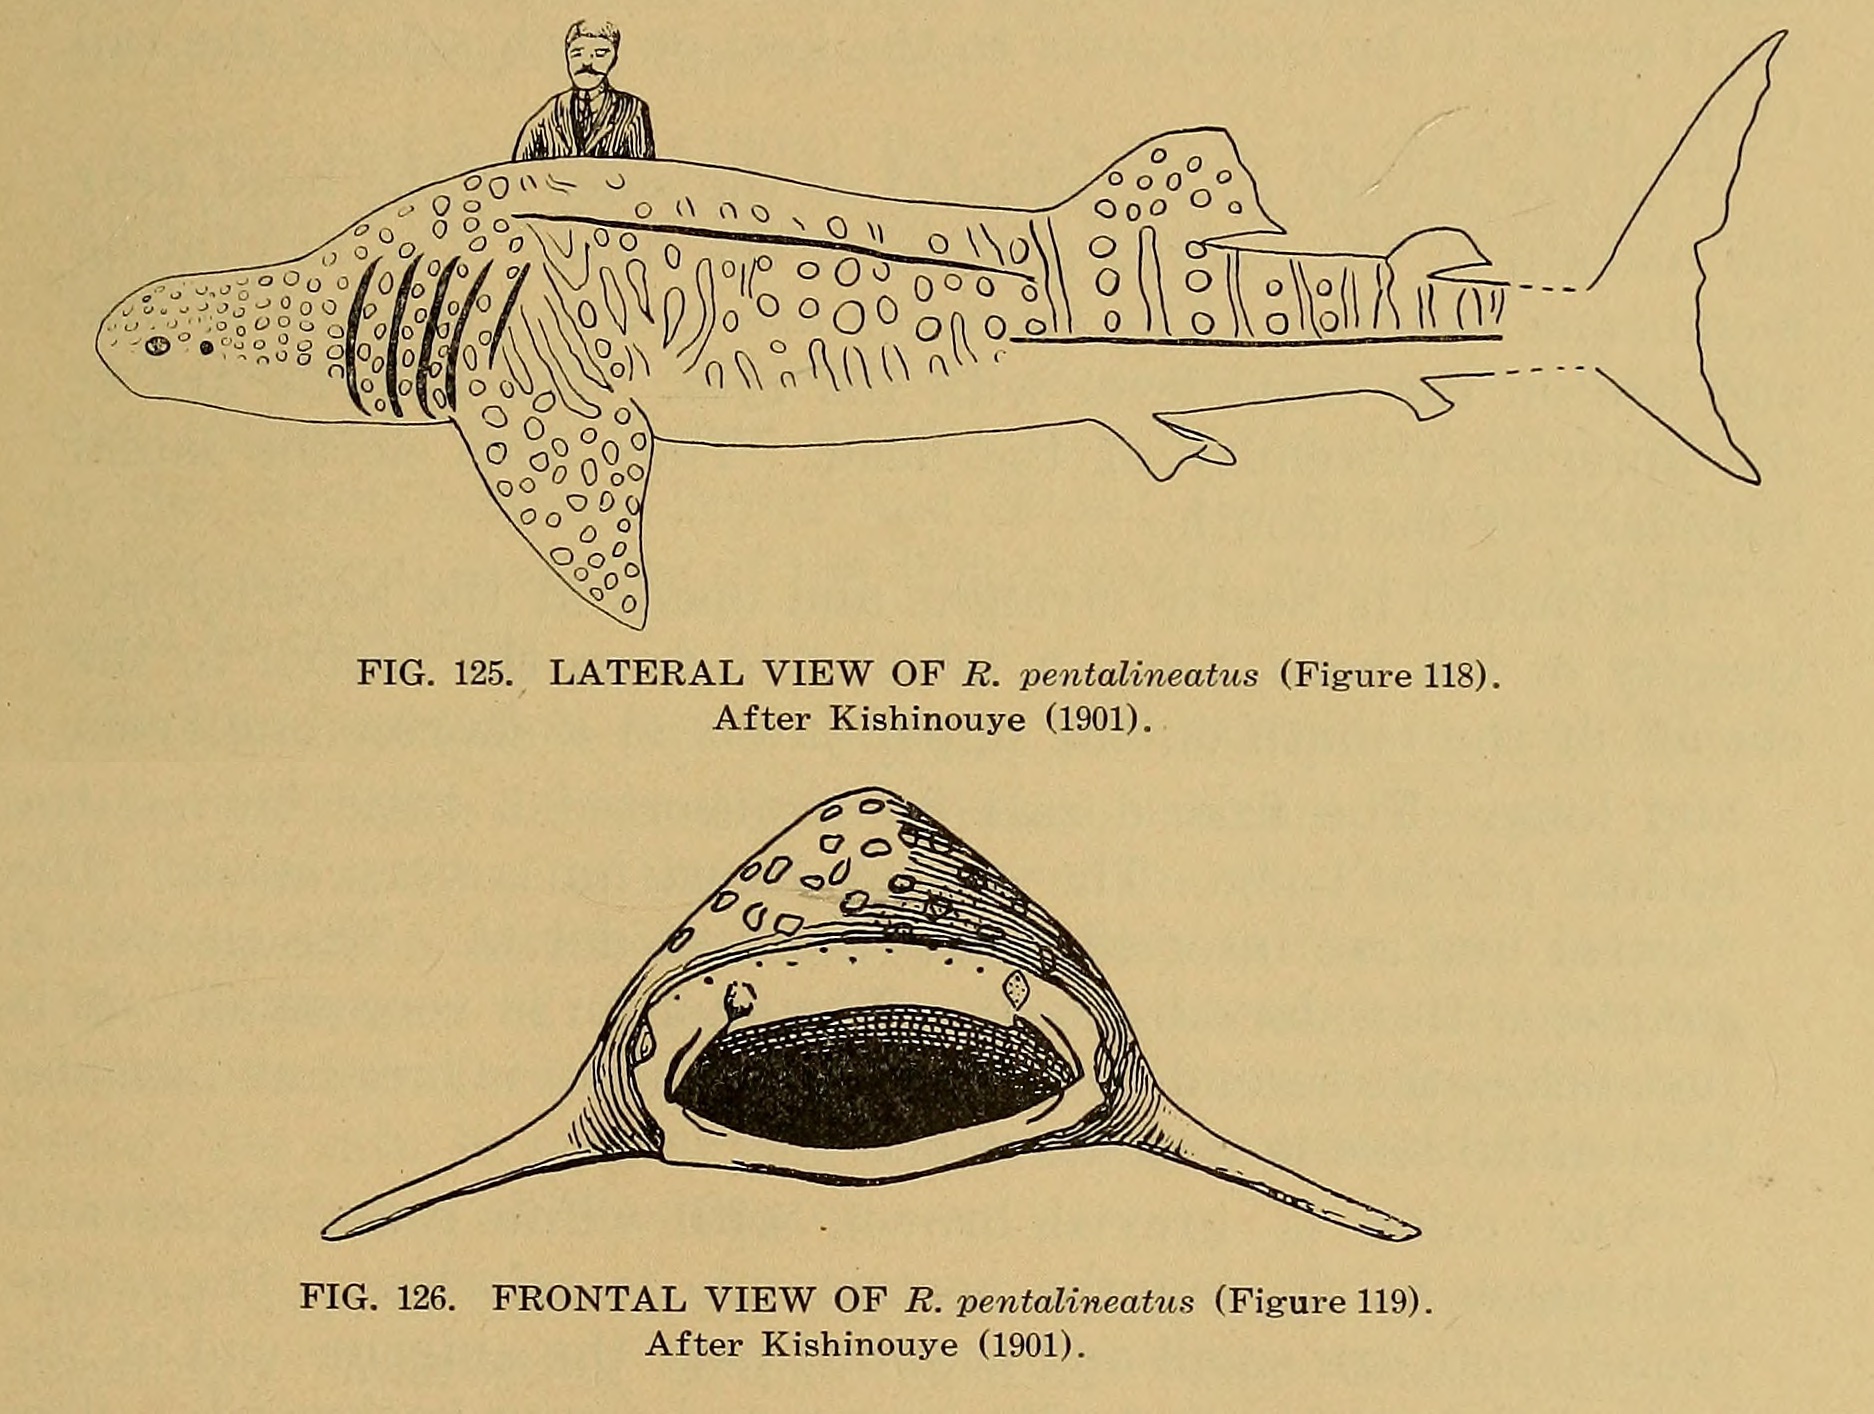 FIG. 125. LATERAL VIEW OF R. pentalineatus (Figure 118).
After Kishinouye (1901).
FIG. 126. FRONTAL VIEW OF R. pentalineatus (Figure 119).
After Kishinouye (1901).